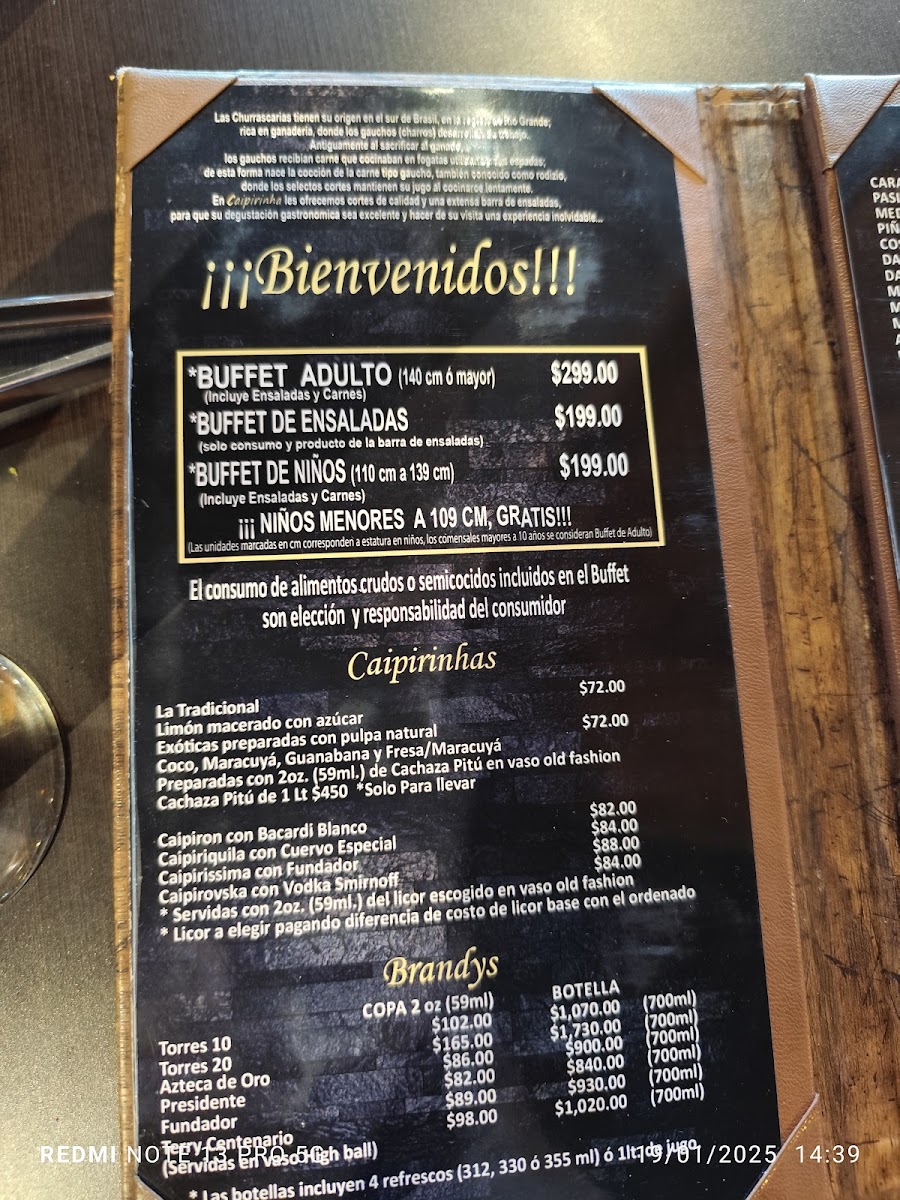 Las Churrascarias tienen su origen en el sur de Brasil, en la región de Rio Grande;
rica en ganadería, donde los gauchos (charros) desarrollan su trabajo.
Antiguamente al sacrificar al ganado,
los gauchos recibian carne que cocinaban en fogatas utilizando sus espadas;
de esta forma nace la cocción de la carne tipo gaucho, también conocido como rodizio,
donde los selectos cortes mantienen su jugo al cocinarce lentamente.
En Caipirinha les ofrecemos cortes de calidad y una extensa barra de ensaladas,
para que su degustación gastronomica sea excelente y hacer de su visita una experiencia inolvidable...
¡¡¡Bienvenidos!!!
*BUFFET ADULTO (140 cm ó mayor) $299.00
(Incluye Ensaladas y Carnes)
*BUFFET DE ENSALADAS $199.00
(solo consumo y producto de la barra de ensaladas)
*BUFFET DE NIÑOS (110 cm a 139 cm) $199.00
(Incluye Ensaladas y Carnes)
¡¡¡ NIÑOS MENORES A 109 CM, GRATIS!!!
(Las unidades marcadas en cm corresponden a estatura en niños, los comensales mayores a 10 años se consideran Buffet de Adulto)
El consumo de alimentos crudos o semicocidos incluidos en el Buffet
son elección y responsabilidad del consumidor
Caipirinhas
La Tradicional $72.00
Limón macerado con azúcar
Exóticas preparadas con pulpa natural $72.00
Coco, Maracuyá, Guanabana y Fresa/Maracuyá
Preparadas con 2oz. (59ml.) de Cachaza Pitú en vaso old fashion
Cachaza Pitú de 1 Lt $450 *Solo Para llevar
Caipiron con Bacardi Blanco $82.00
Caipiriquila con Cuervo Especial $84.00
Caipirissima con Fundador $88.00
Caipirovska con Vodka Smirnoff $84.00
* Servidas con 2oz. (59ml.) del licor escogido en vaso old fashion
* Licor a elegir pagando diferencia de costo de licor base con el ordenado
Brandys
COPA 2 oz (59ml) BOTELLA
Torres 10 $102.00 $1,070.00 (700ml)
Torres 20 $165.00 $1,730.00 (700ml)
Azteca de Oro $86.00 $900.00 (700ml)
Presidente $82.00 $840.00 (700ml)
Fundador $89.00 $930.00 (700ml)
Terry Centenario $98.00 $1,020.00 (700ml)
(Servidas en vaso High ball)
* Las botellas incluyen 4 refrescos (312, 330 ó 355 ml) ó 1lt de jugo
CARA
PASI
MED
PIÑ
COS
DA
DA
M
M
REDMI NOTE 13 PRO 5G
19/01/2025 14:39